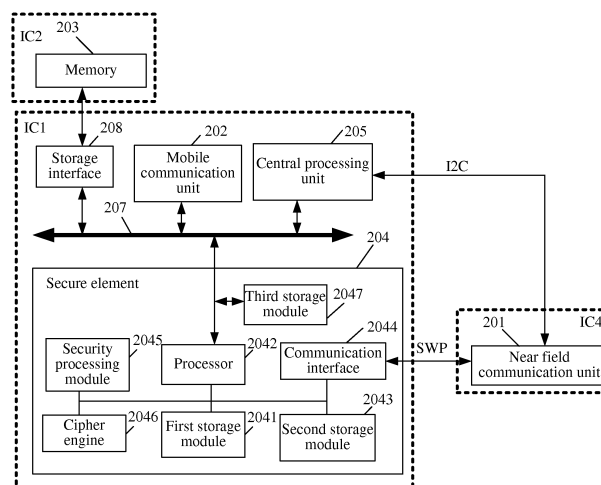 IC2
203
Memory
IC1
208
202
205
Storage
interface
Mobile
communication
unit
Central processing
unit
I2C
207
204
Secure element
Third storage
module
2047
2045
2042
2044
201
IC4
Security
processing
module
Processor
Communication
interface
SWP
Near field
communication unit
2046
2041
2043
Cipher
engine
First storage
module
Second storage
module